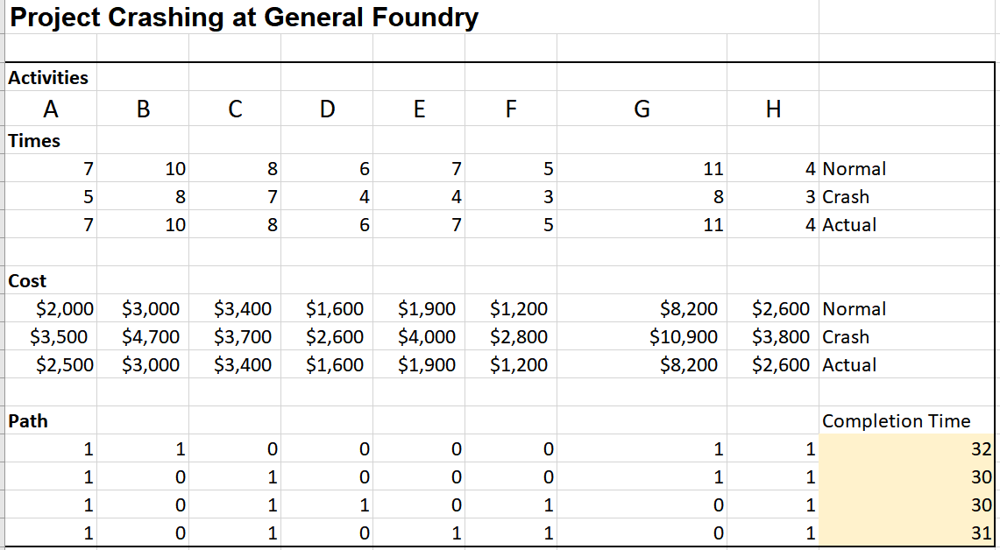 Project Crashing at General Foundry
Activities
A B C D E F G H
Times
7 10 8 6 7 5 11 4 Normal
5 8 7 4 4 3 8 3 Crash
7 10 8 6 7 5 11 4 Actual
Cost
$2,000 $3,000 $3,400 $1,600 $1,900 $1,200 $8,200 $2,600 Normal
$3,500 $4,700 $3,700 $2,600 $4,000 $2,800 $10,900 $3,800 Crash
$2,500 $3,000 $3,400 $1,600 $1,900 $1,200 $8,200 $2,600 Actual
Path Completion Time
1 1 0 0 0 0 1 1 32
1 0 1 0 0 0 1 1 30
1 0 1 1 0 1 0 1 30
1 0 1 0 1 1 0 1 31